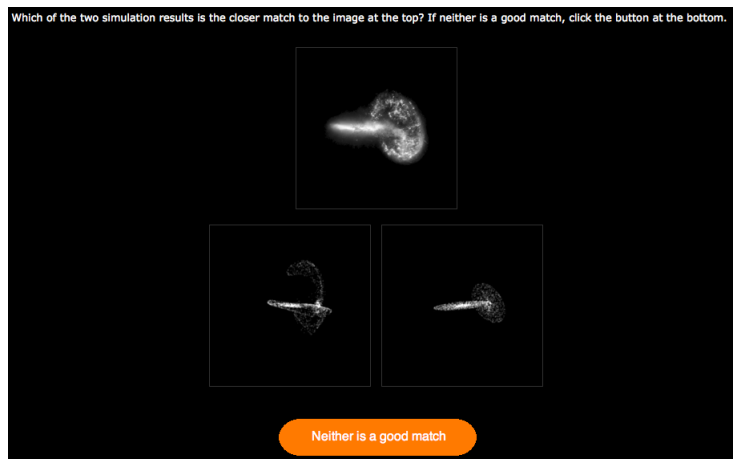 Which of the two simulation results is the closer match to the image at the top? If neither is a good match, click the button at the bottom.
Neither is a good match